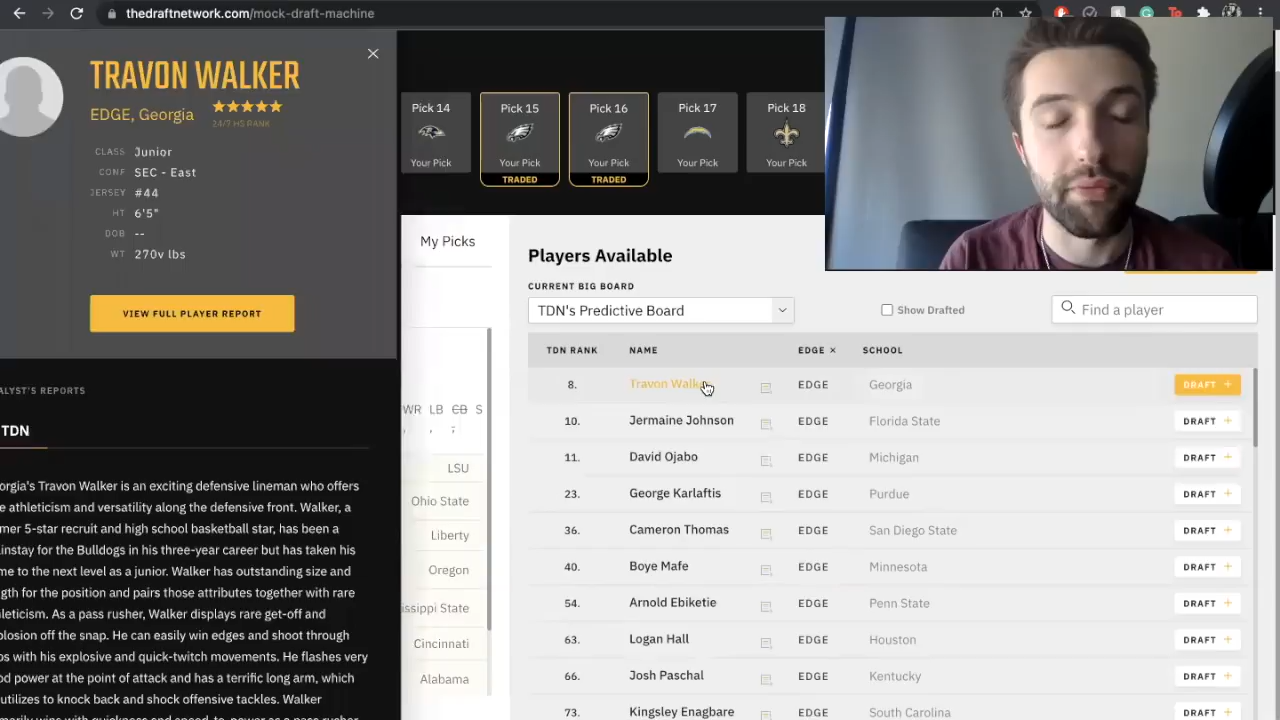 thedraftnetwork.com/mock-draft-machine
TRAVON WALKER
EDGE, Georgia
24/7 HS RANK
CLASS Junior
CONF SEC - East
JERSEY #44
HT 6'5"
DOB --
WT 270v lbs
VIEW FULL PLAYER REPORT
ALYST'S REPORTS
TDN
orgia's Travon Walker is an exciting defensive lineman who offers
e athleticism and versatility along the defensive front. Walker, a
mer 5-star recruit and high school basketball star, has been a
instay for the Bulldogs in his three-year career but has taken his
me to the next level as a junior. Walker has outstanding size and
gth for the position and pairs those attributes together with rare
leticism. As a pass rusher, Walker displays rare get-off and
plosion off the snap. He can easily win edges and shoot through
os with his explosive and quick-twitch movements. He flashes very
od power at the point of attack and has a terrific long arm, which
utilizes to knock back and shock offensive tackles. Walker
marily wins with quickness and speed-to-power as a pass rusher
Pick 14 Pick 15 Pick 16 Pick 17 Pick 18
Your Pick Your Pick Your Pick Your Pick Your Pick
TRADED TRADED
My Picks
WR LB CB S
LSU
Ohio State
Liberty
Oregon
ississippi State
Cincinnati
Alabama
Players Available
CURRENT BIG BOARD
TDN's Predictive Board
Show Drafted
Find a player
TDN RANK NAME EDGE × SCHOOL
8. Travon Walk EDGE Georgia DRAFT +
10. Jermaine Johnson EDGE Florida State DRAFT +
11. David Ojabo EDGE Michigan DRAFT +
23. George Karlaftis EDGE Purdue DRAFT +
36. Cameron Thomas EDGE San Diego State DRAFT +
40. Boye Mafe EDGE Minnesota DRAFT +
54. Arnold Ebiketie EDGE Penn State DRAFT +
63. Logan Hall EDGE Houston DRAFT +
66. Josh Paschal EDGE Kentucky DRAFT +
73. Kingsley Enagbare EDGE South Carolina DRAFT +